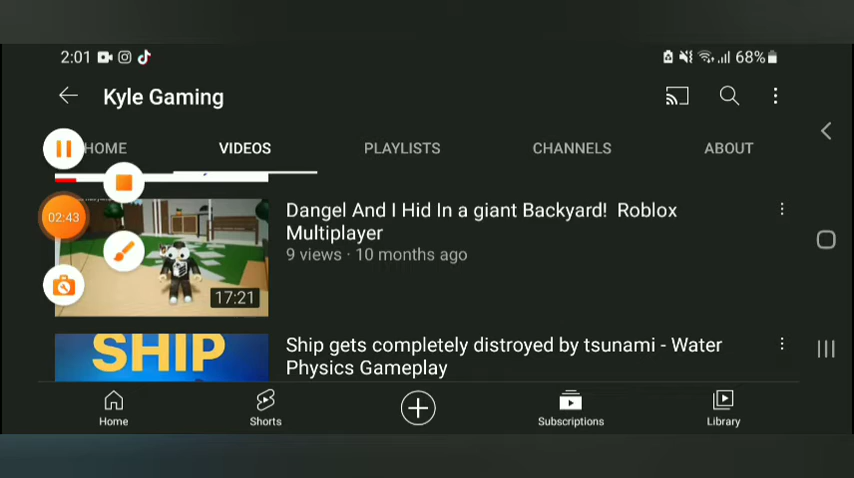 2:01 68%
Kyle Gaming
HOME VIDEOS PLAYLISTS CHANNELS ABOUT
02:43
17:21
Dangel And I Hid In a giant Backyard!  Roblox
Multiplayer
9 views · 10 months ago
SHIP
Ship gets completely distroyed by tsunami - Water
Physics Gameplay
Home Shorts Subscriptions Library